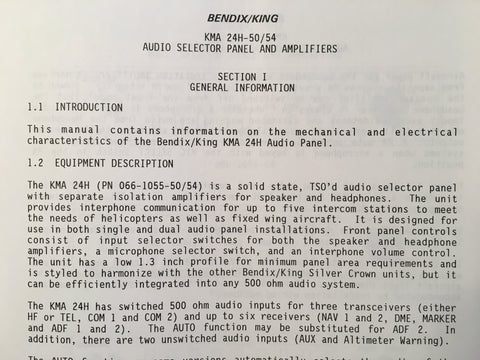 BENDIX/KING
KMA 24H-50/54
AUDIO SELECTOR PANEL AND AMPLIFIERS
SECTION I
GENERAL INFORMATION
1.1 INTRODUCTION
This manual contains information on the mechanical and electrical
characteristics of the Bendix/King KMA 24H Audio Panel.
1.2 EQUIPMENT DESCRIPTION
The KMA 24H (PN 066-1055-50/54) is a solid state, TSO'd audio selector panel
with separate isolation amplifiers for speaker and headphones. The unit
provides interphone communication for up to five intercom stations to meet
the needs of helicopters as well as fixed wing aircraft. It is designed for
use in both single and dual audio panel installations. Front panel controls
consist of input selector switches for both the speaker and headphone
amplifiers, a microphone selector switch, and an interphone volume control.
The unit has a low 1.3 inch profile for minimum panel area requirements and
is styled to harmonize with the other Bendix/King Silver Crown units, but it
can be efficiently integrated into any 500 ohm audio system.
The KMA 24H has switched 500 ohm audio inputs for three transceivers (either
HF or TEL, COM 1 and COM 2) and up to six receivers (NAV 1 and 2, DME, MARKER
and ADF 1 and 2). The AUTO function may be substituted for ADF 2. In
addition, there are two unswitched audio inputs (AUX and Altimeter Warning).